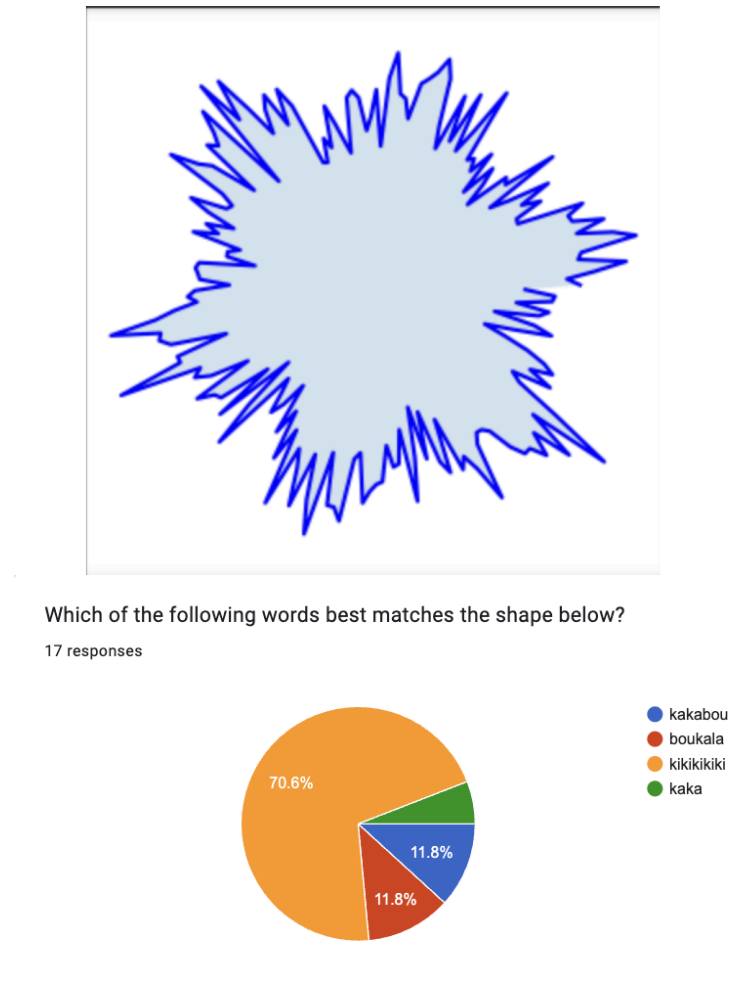 Which of the following words best matches the shape below?
17 responses
kakabou
boukala
kikikikiki
kaka
70.6%
11.8%
11.8%